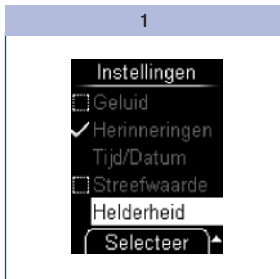 1
Instellingen
Geluid
Herinneringen
Tijd/Datum
Streefwaarde
Helderheid
Selecteer